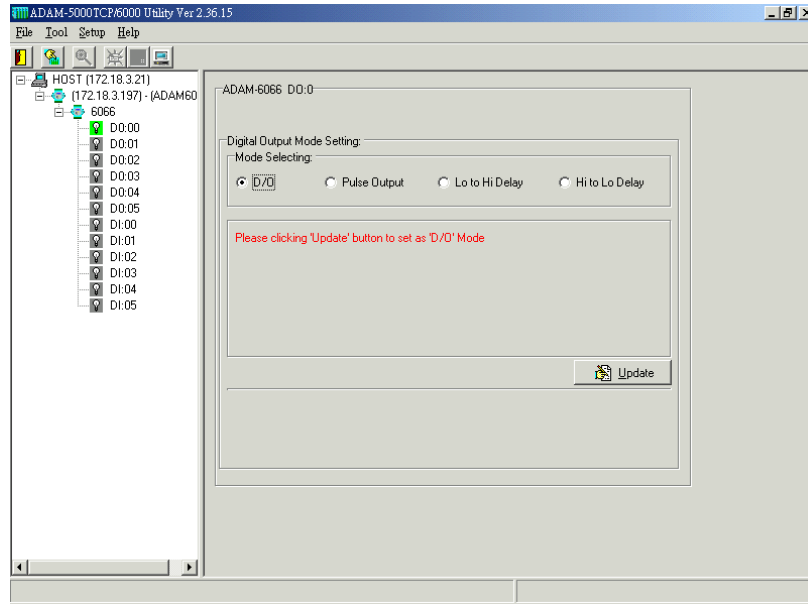 ADAM-5000TCP/6000 Utility Ver 2.36.15
File Tool Setup Help
HOST (172.18.3.21)
(172.18.3.197) - (ADAM60
6066
DO:00
DO:01
DO:02
DO:03
DO:04
DO:05
DI:00
DI:01
DI:02
DI:03
DI:04
DI:05
ADAM-6066 DO:0
Digital Output Mode Setting:
Mode Selecting:
D/O Pulse Output Lo to Hi Delay Hi to Lo Delay
Please clicking 'Update' button to set as 'D/O' Mode
Update